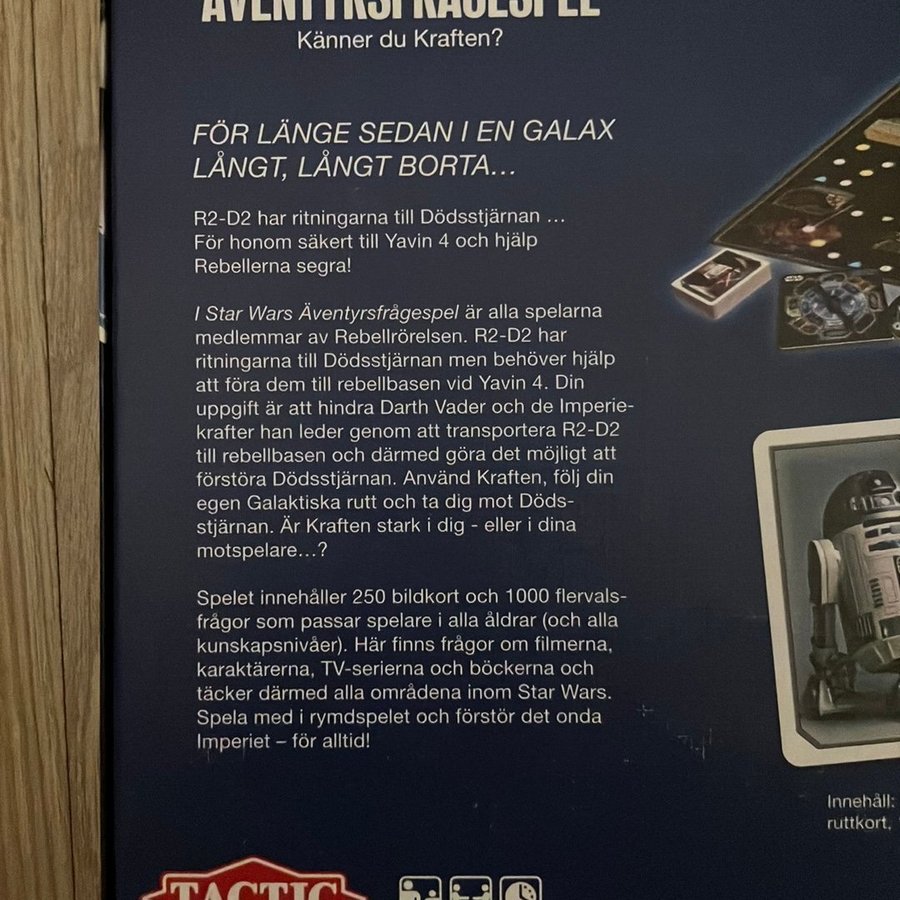 ÄVENTYRSFRÅGESPEL
Känner du Kraften?
FÖR LÄNGE SEDAN I EN GALAX
LÅNGT, LÅNGT BORTA...
R2-D2 har ritningarna till Dödsstjärnan ...
För honom säkert till Yavin 4 och hjälp
Rebellerna segra!
I Star Wars Äventyrsfrågespel är alla spelarna
medlemmar av Rebellrörelsen. R2-D2 har
ritningarna till Dödsstjärnan men behöver hjälp
att föra dem till rebellbasen vid Yavin 4. Din
uppgift är att hindra Darth Vader och de Imperie-
krafter han leder genom att transportera R2-D2
till rebellbasen och därmed göra det möjligt att
förstöra Dödsstjärnan. Använd Kraften, följ din
egen Galaktiska rutt och ta dig mot Döds-
stjärnan. Är Kraften stark i dig - eller i dina
motspelare...?
Spelet innehåller 250 bildkort och 1000 flervals-
frågor som passar spelare i alla åldrar (och alla
kunskapsnivåer). Här finns frågor om filmerna,
karaktärerna, TV-serierna och böckerna och
täcker därmed alla områdena inom Star Wars.
Spela med i rymdspelet och förstör det onda
Imperiet – för alltid!
Innehåll:
ruttkort,
TACTIC